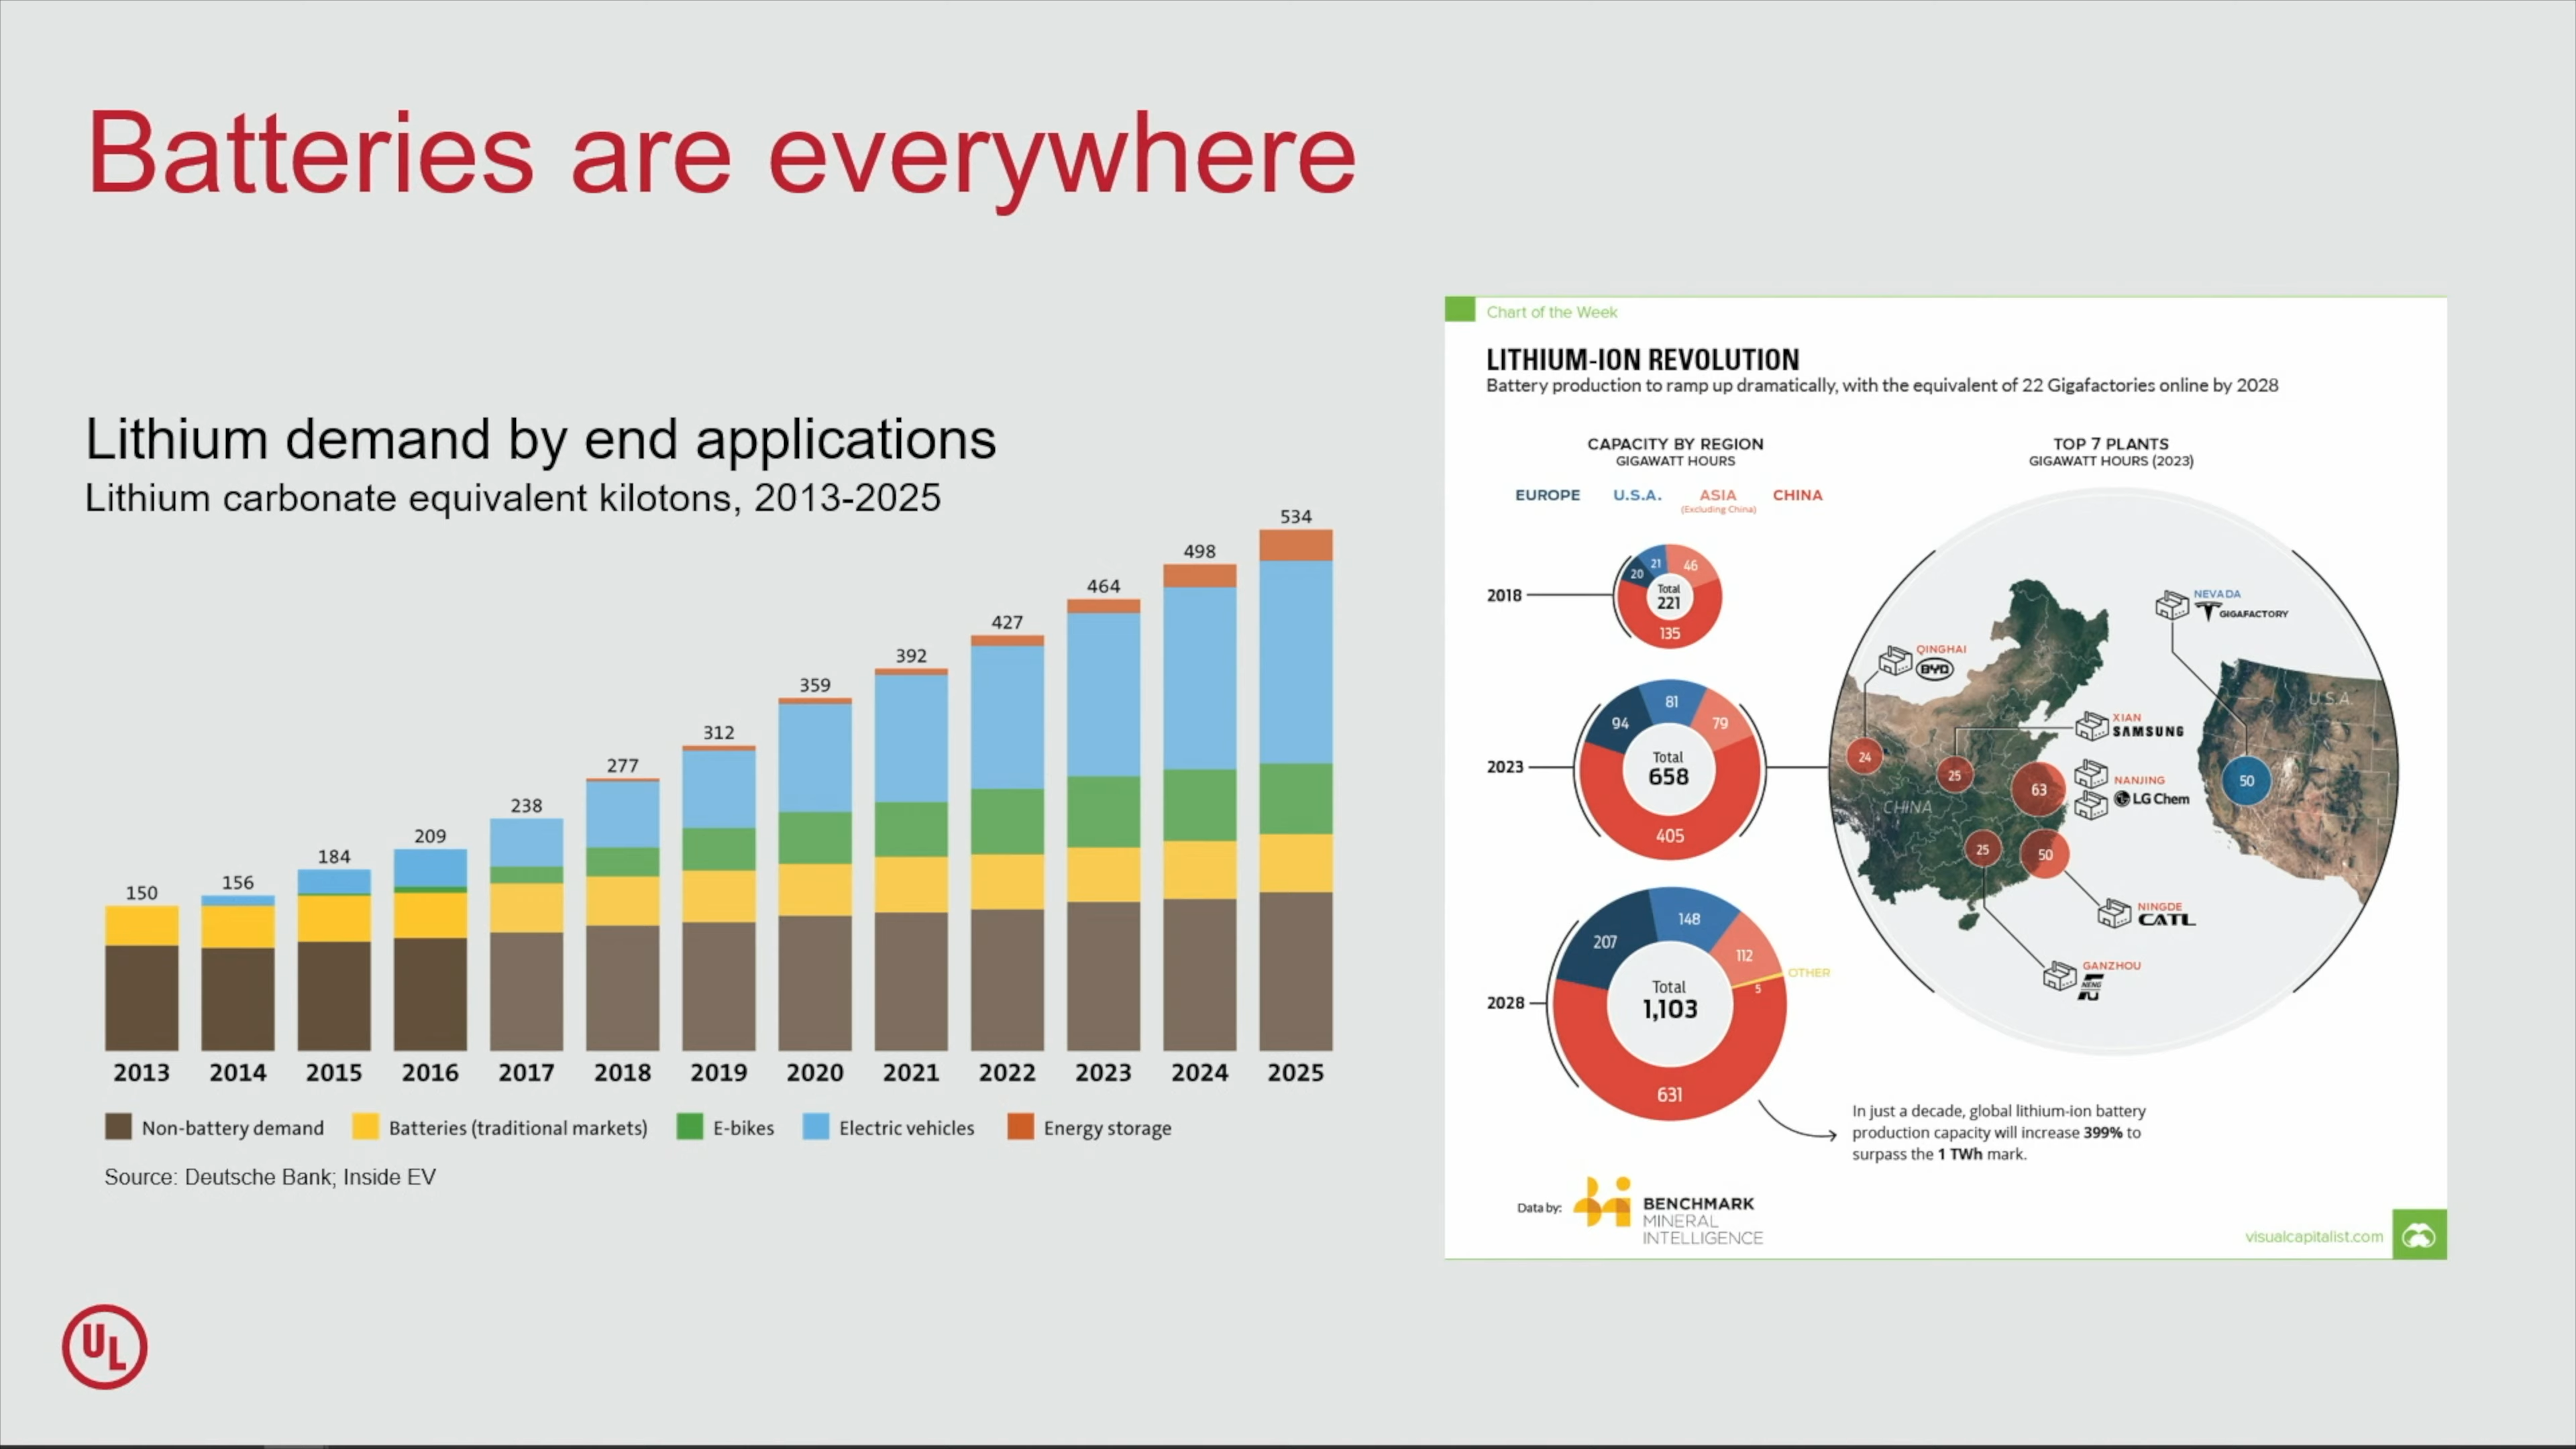 Batteries are everywhere
Lithium demand by end applications
Lithium carbonate equivalent kilotons, 2013-2025
150
156
184
209
238
277
312
359
392
427
464
498
534
2013 2014 2015 2016 2017 2018 2019 2020 2021 2022 2023 2024 2025
Non-battery demand Batteries (traditional markets) E-bikes Electric vehicles Energy storage
Source: Deutsche Bank; Inside EV
UL
Chart of the Week
LITHIUM-ION REVOLUTION
Battery production to ramp up dramatically, with the equivalent of 22 Gigafactories online by 2028
CAPACITY BY REGION
GIGAWATT HOURS
EUROPE U.S.A. ASIA CHINA
(Excluding China)
2018
20 21 46
Total
221
135
2023
94 81 79
Total
658
405
2028
207 148 112
OTHER
5
Total
1,103
631
TOP 7 PLANTS
GIGAWATT HOURS (2023)
NEVADA
GIGAFACTORY
QINGHAI
BYD
U.S.A.
XIAN
SAMSUNG
24
25
63
50
NANJING
LG Chem
CHINA
25
50
NINGDE
CATL
GANZHOU
NENG
In just a decade, global lithium-ion battery
production capacity will increase 399% to
surpass the 1 TWh mark.
Data by:
BENCHMARK
MINERAL
INTELLIGENCE
visualcapitalist.com